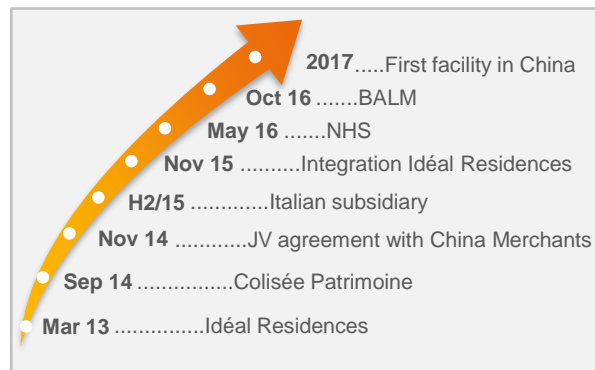 2017.....First facility in China
Oct 16 .......BALM
May 16 .......NHS
Nov 15 ..........Integration Idéal Residences
H2/15 .............Italian subsidiary
Nov 14 ............JV agreement with China Merchants
Sep 14 ................Colisée Patrimoine
Mar 13 ...............Idéal Residences